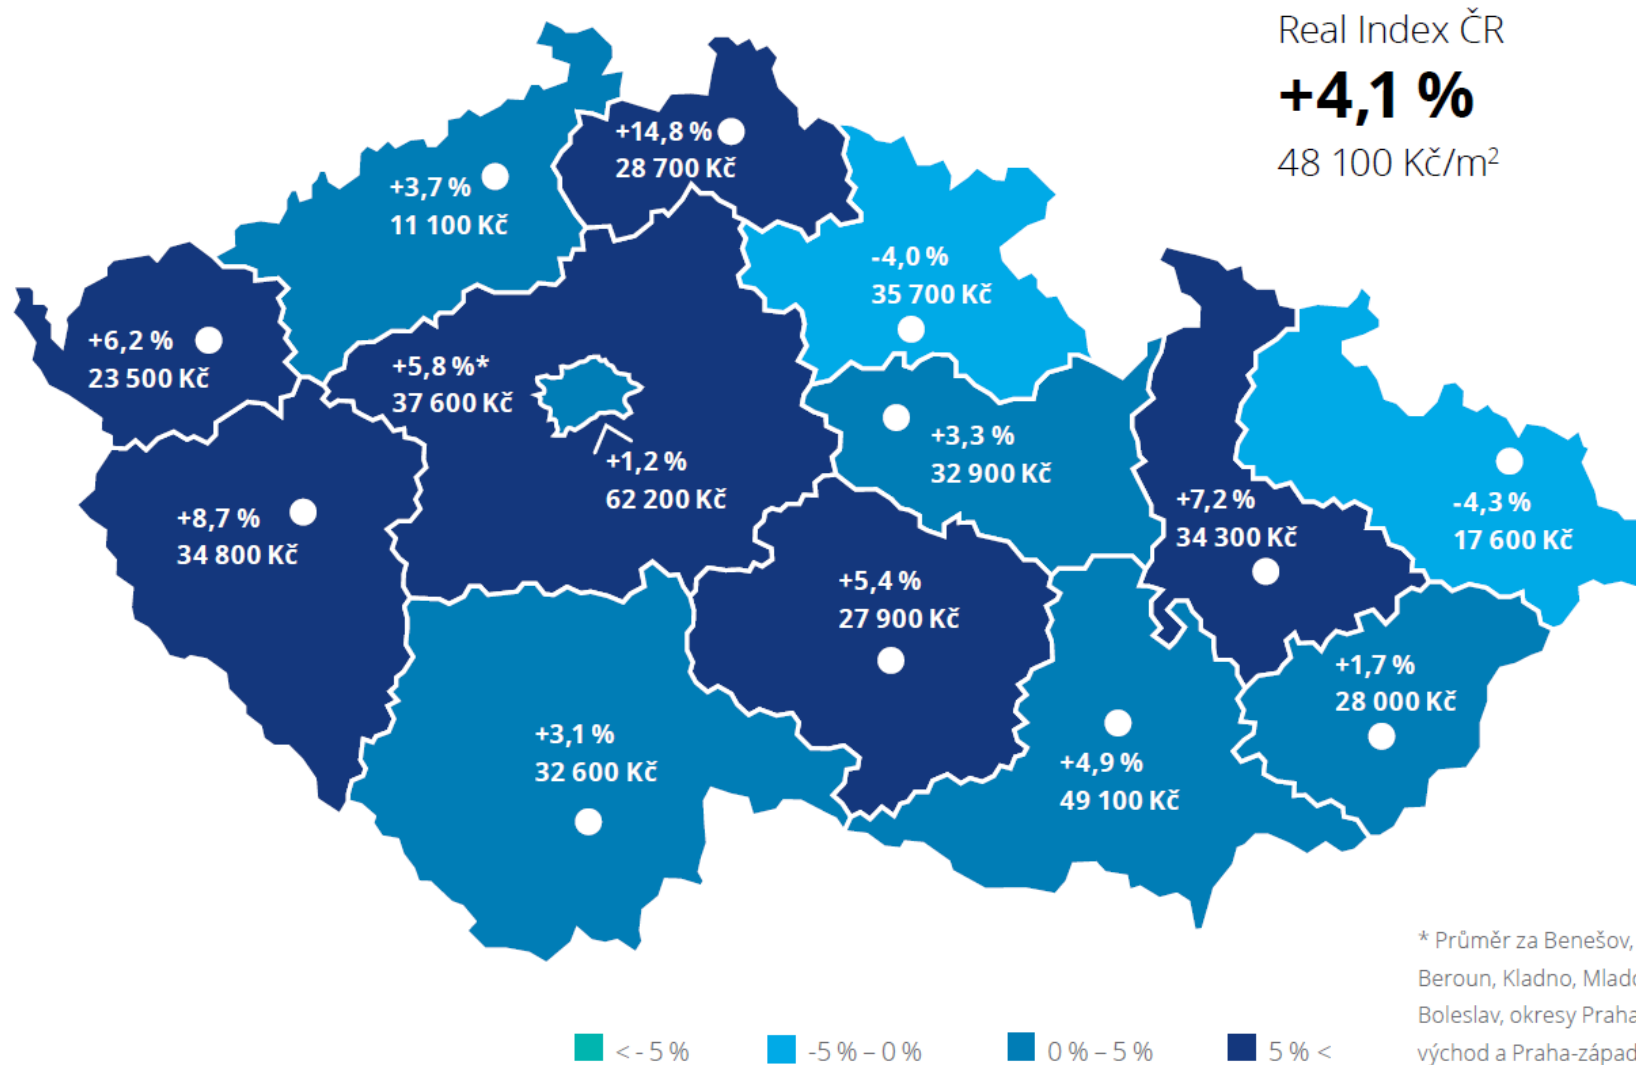 Real Index ČR
+4,1 %
48 100 Kč/m²
+14,8 %
28 700 Kč
+3,7 %
11 100 Kč
-4,0 %
35 700 Kč
+6,2 %
23 500 Kč
+5,8 %*
37 600 Kč
+1,2 %
62 200 Kč
+3,3 %
32 900 Kč
+8,7 %
34 800 Kč
+7,2 %
34 300 Kč
-4,3 %
17 600 Kč
+5,4 %
27 900 Kč
+1,7 %
28 000 Kč
+3,1 %
32 600 Kč
+4,9 %
49 100 Kč
* Průměr za Benešov,
Beroun, Kladno,
Boleslav, okresy Praha
východ a Praha-západ
< - 5 %
-5 % – 0 %
0 % – 5 %
5 % <